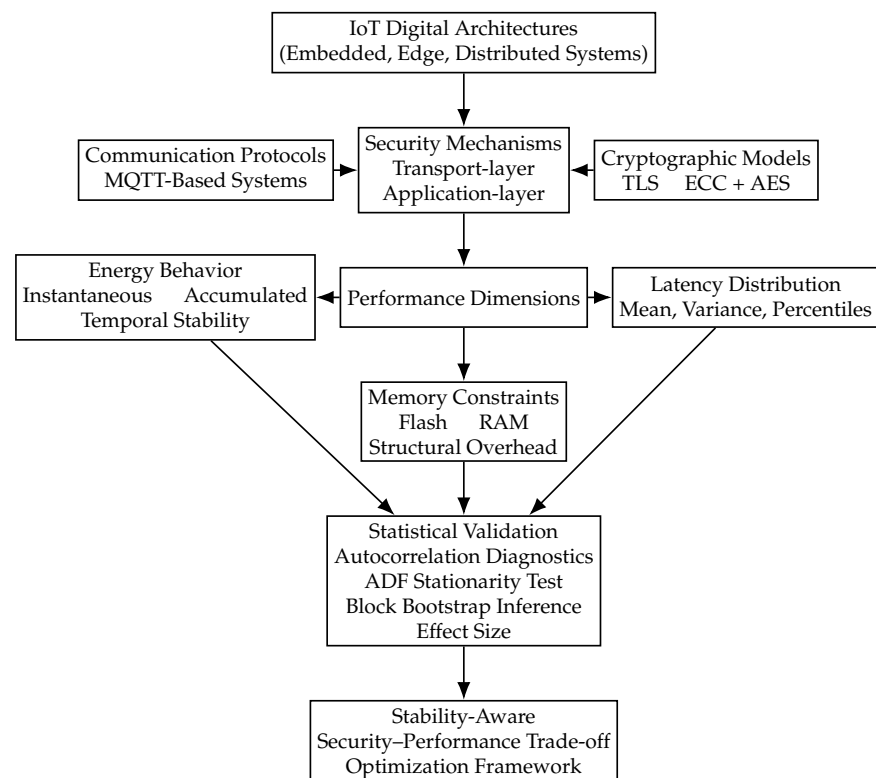 IoT Digital Architectures
(Embedded, Edge, Distributed Systems)
Communication Protocols
MQTT-Based Systems
Security Mechanisms
Transport-layer
Application-layer
Cryptographic Models
TLS ECC + AES
Energy Behavior
Instantaneous Accumulated
Temporal Stability
Performance Dimensions
Latency Distribution
Mean, Variance, Percentiles
Memory Constraints
Flash RAM
Structural Overhead
Statistical Validation
Autocorrelation Diagnostics
ADF Stationarity Test
Block Bootstrap Inference
Effect Size
Stability-Aware
Security–Performance Trade-off
Optimization Framework